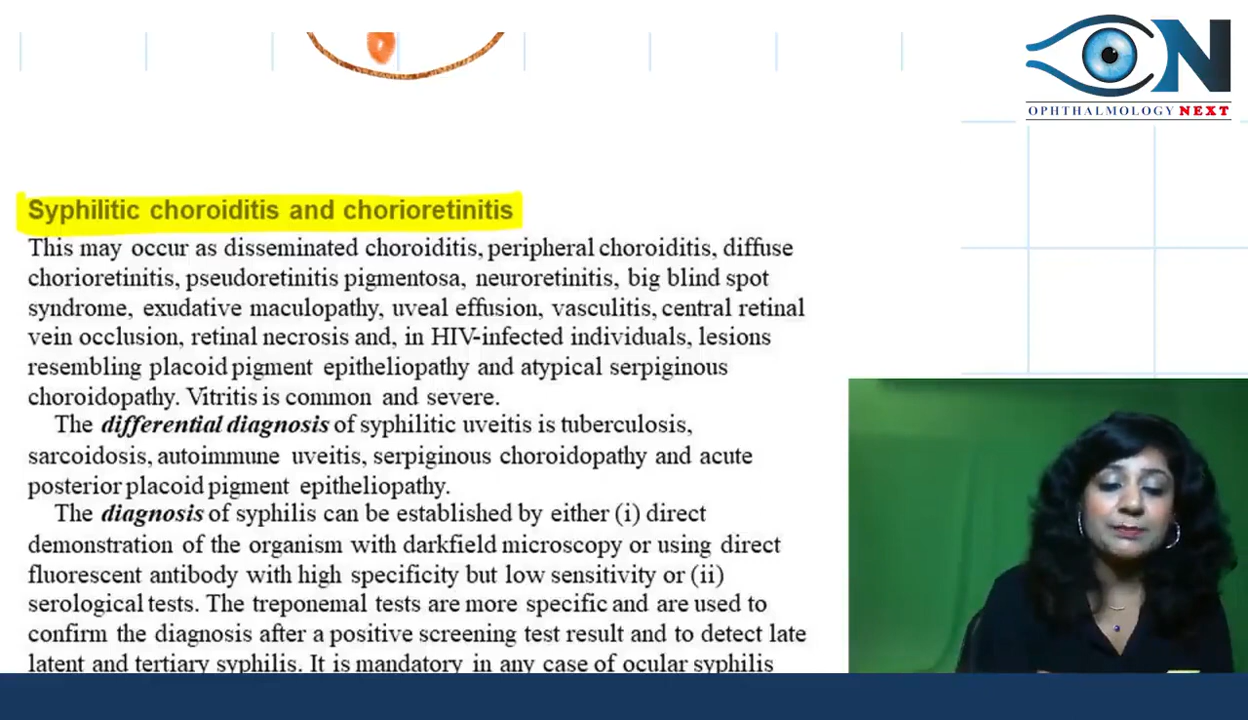 ON
OPHTHALMOLOGY NEXT
Syphilitic choroiditis and chorioretinitis
This may occur as disseminated choroiditis, peripheral choroiditis, diffuse
chorioretinitis, pseudoretinitis pigmentosa, neuroretinitis, big blind spot
syndrome, exudative maculopathy, uveal effusion, vasculitis, central retinal
vein occlusion, retinal necrosis and, in HIV-infected individuals, lesions
resembling placoid pigment epitheliopathy and atypical serpiginous
choroidopathy. Vitritis is common and severe.
The differential diagnosis of syphilitic uveitis is tuberculosis,
sarcoidosis, autoimmune uveitis, serpiginous choroidopathy and acute
posterior placoid pigment epitheliopathy.
The diagnosis of syphilis can be established by either (i) direct
demonstration of the organism with darkfield microscopy or using direct
fluorescent antibody with high specificity but low sensitivity or (ii)
serological tests. The treponemal tests are more specific and are used to
confirm the diagnosis after a positive screening test result and to detect late
latent and tertiary syphilis. It is mandatory in any case of ocular syphilis